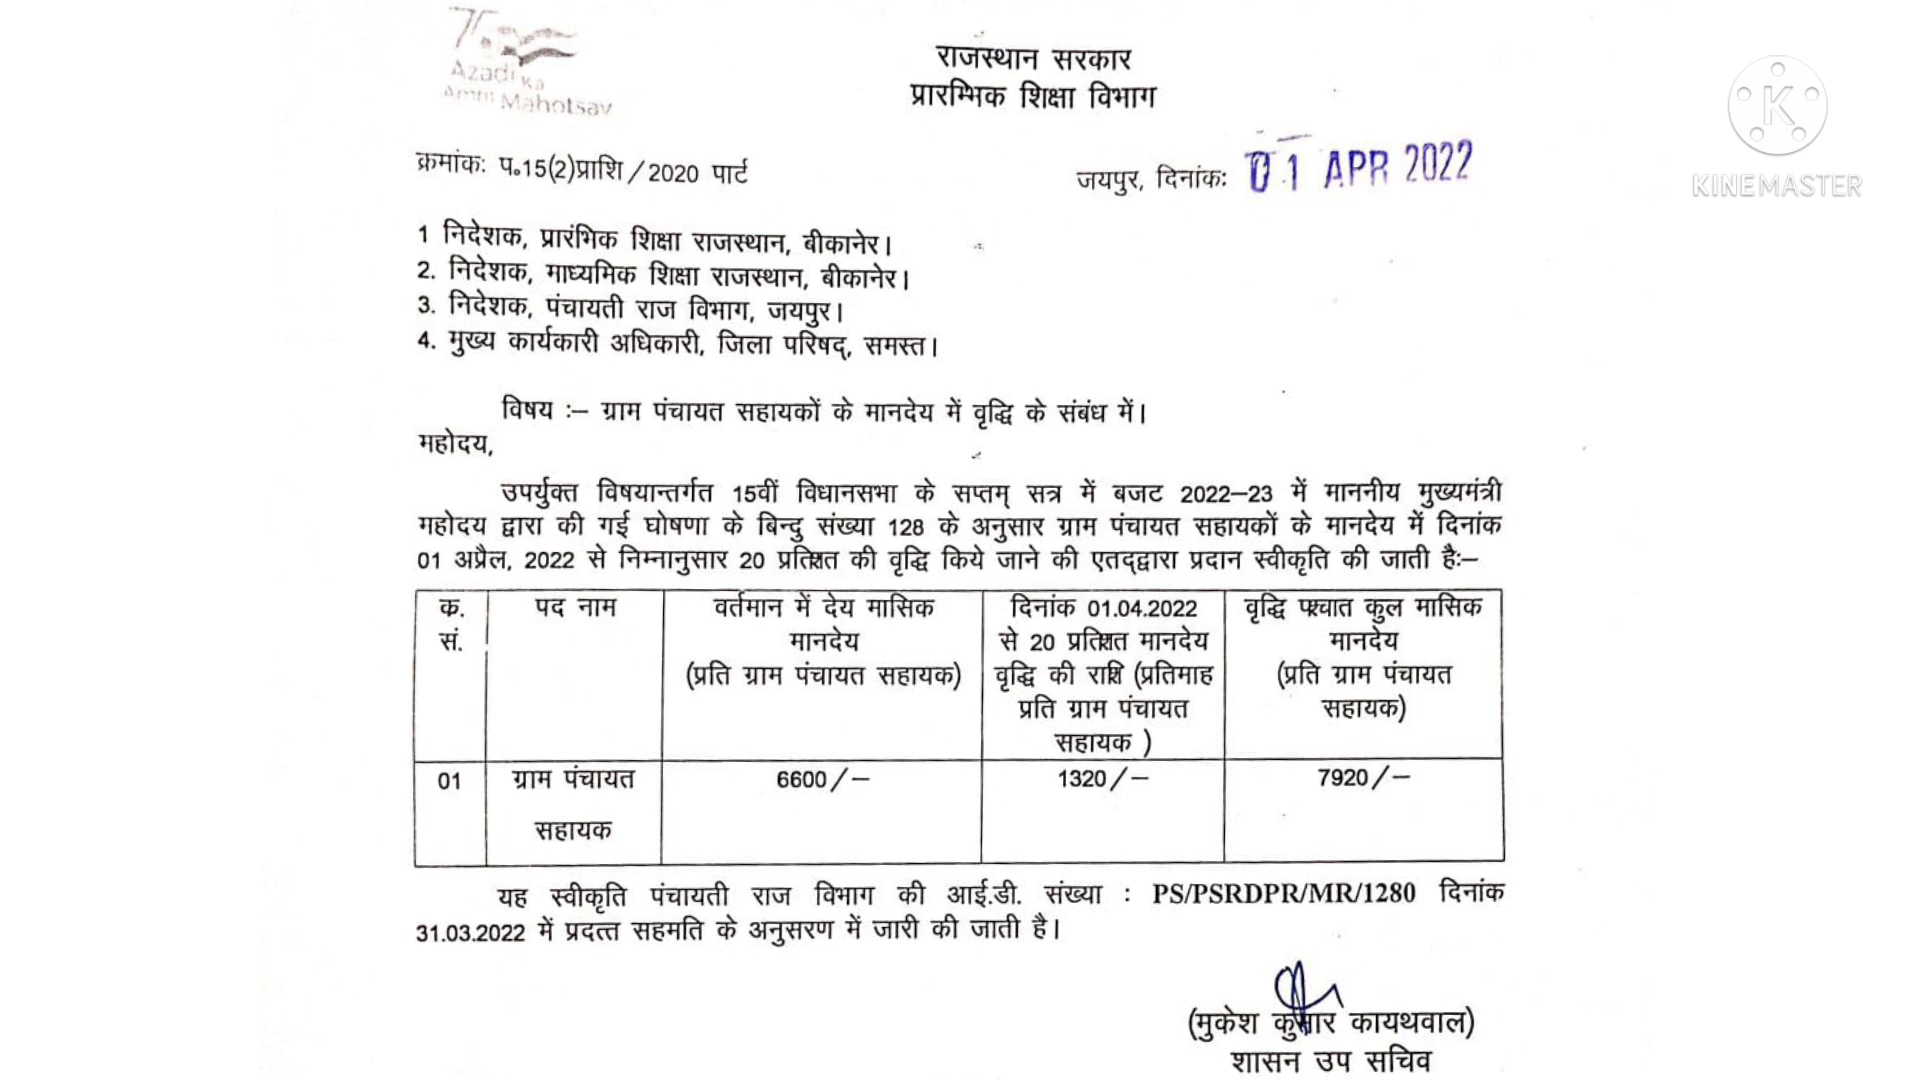 Azadi Ka
Amrit Mahotsav
राजस्थान सरकार
प्रारम्भिक शिक्षा विभाग
KINEMASTER
क्रमांकः प.15(2)प्राशि/2020 पार्ट
जयपुर, दिनांकः 01 APR 2022
1 निदेशक, प्रारंभिक शिक्षा राजस्थान, बीकानेर।
2. निदेशक, माध्यमिक शिक्षा राजस्थान, बीकानेर।
3. निदेशक, पंचायती राज विभाग, जयपुर।
4. मुख्य कार्यकारी अधिकारी, जिला परिषद्, समस्त।
विषय :– ग्राम पंचायत सहायकों के मानदेय में वृद्धि के संबंध में।
महोदय,
उपर्युक्त विषयान्तर्गत 15वीं विधानसभा के सप्तम् सत्र में बजट 2022–23 में माननीय मुख्यमंत्री
महोदय द्वारा की गई घोषणा के बिन्दु संख्या 128 के अनुसार ग्राम पंचायत सहायकों के मानदेय में दिनांक
01 अप्रैल, 2022 से निम्नानुसार 20 प्रतिशत की वृद्धि किये जाने की एतद्द्वारा प्रदान स्वीकृति की जाती हैः–
क. सं.
पद नाम
वर्तमान में देय मासिक
मानदेय
(प्रति ग्राम पंचायत सहायक)
दिनांक 01.04.2022
से 20 प्रतिशत मानदेय
वृद्धि की राशि (प्रतिमाह
प्रति ग्राम पंचायत
सहायक )
वृद्धि पश्चात कुल मासिक
मानदेय
(प्रति ग्राम पंचायत
सहायक)
01
ग्राम पंचायत
सहायक
6600/–
1320/–
7920/–
यह स्वीकृति पंचायती राज विभाग की आई.डी. संख्या : PS/PSRDPR/MR/1280 दिनांक
31.03.2022 में प्रदत्त सहमति के अनुसरण में जारी की जाती है।
(मुकेश कुमार कायथवाल)
शासन उप सचिव